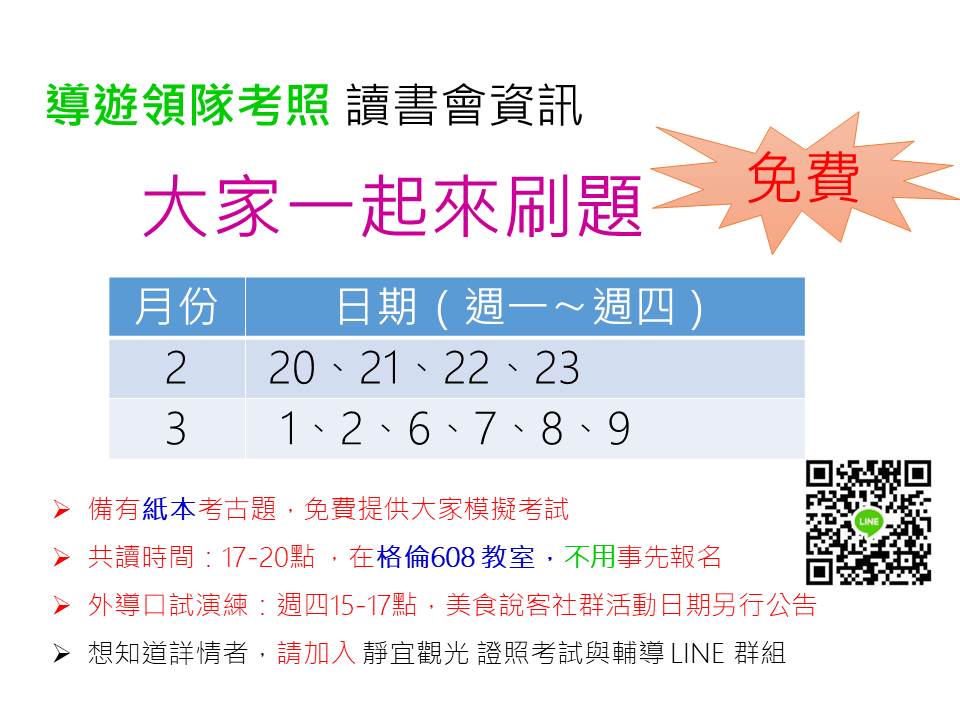 導遊領隊考照 讀書會資訊
免費
大家一起來刷題
月份 日期（週一～週四）
2 20、21、22、23
3 1、2、6、7、8、9
備有紙本考古題，免費提供大家模擬考試
共讀時間：17-20點 ，在格倫608 教室，不用事先報名
外導口試演練：週四15-17點，美食說客社群活動日期另行公告
想知道詳情者，請加入 靜宜觀光 證照考試與輔導 LINE 群組
LINE